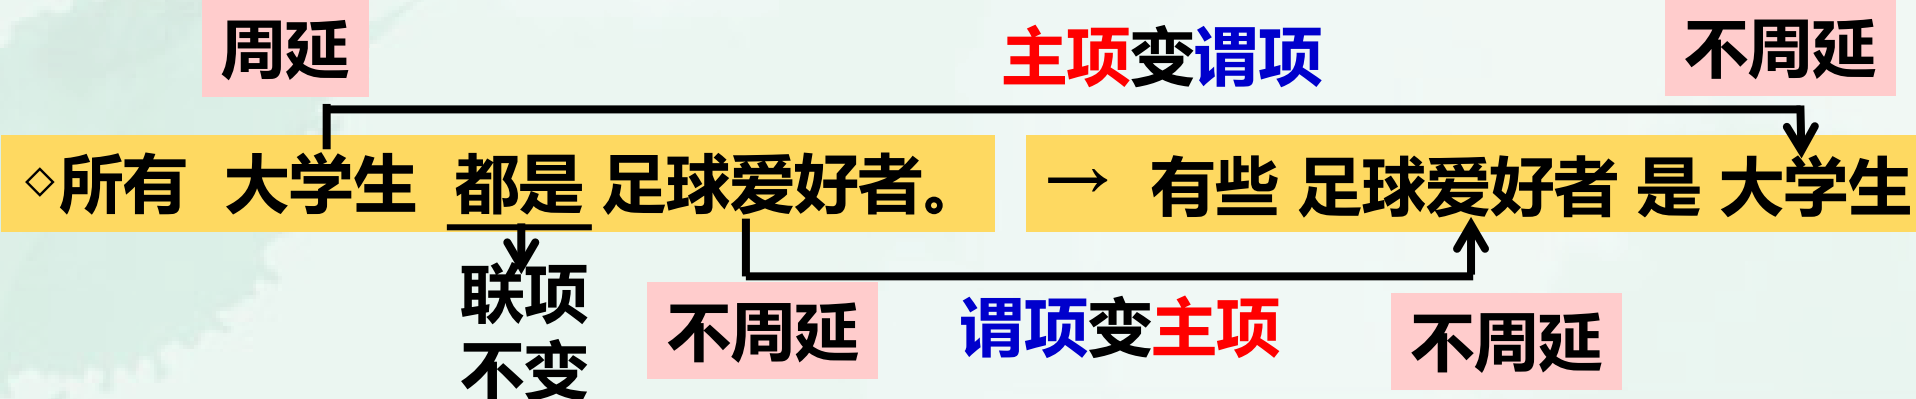 周延
主项变谓项
不周延
◇所有 大学生 都是 足球爱好者。
→ 有些 足球爱好者 是 大学生
联项
不变
不周延
谓项变主项
不周延